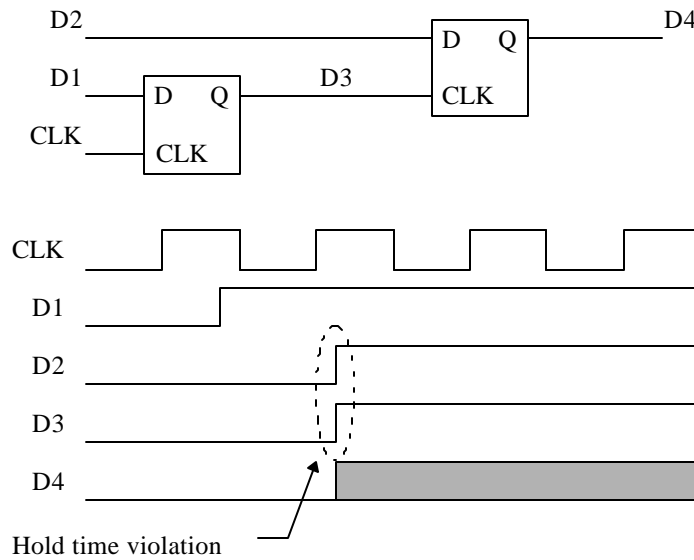 D2 D4
D Q
D1 D3
D Q CLK
CLK
CLK
CLK
D1
D2
D3
D4
Hold time violation